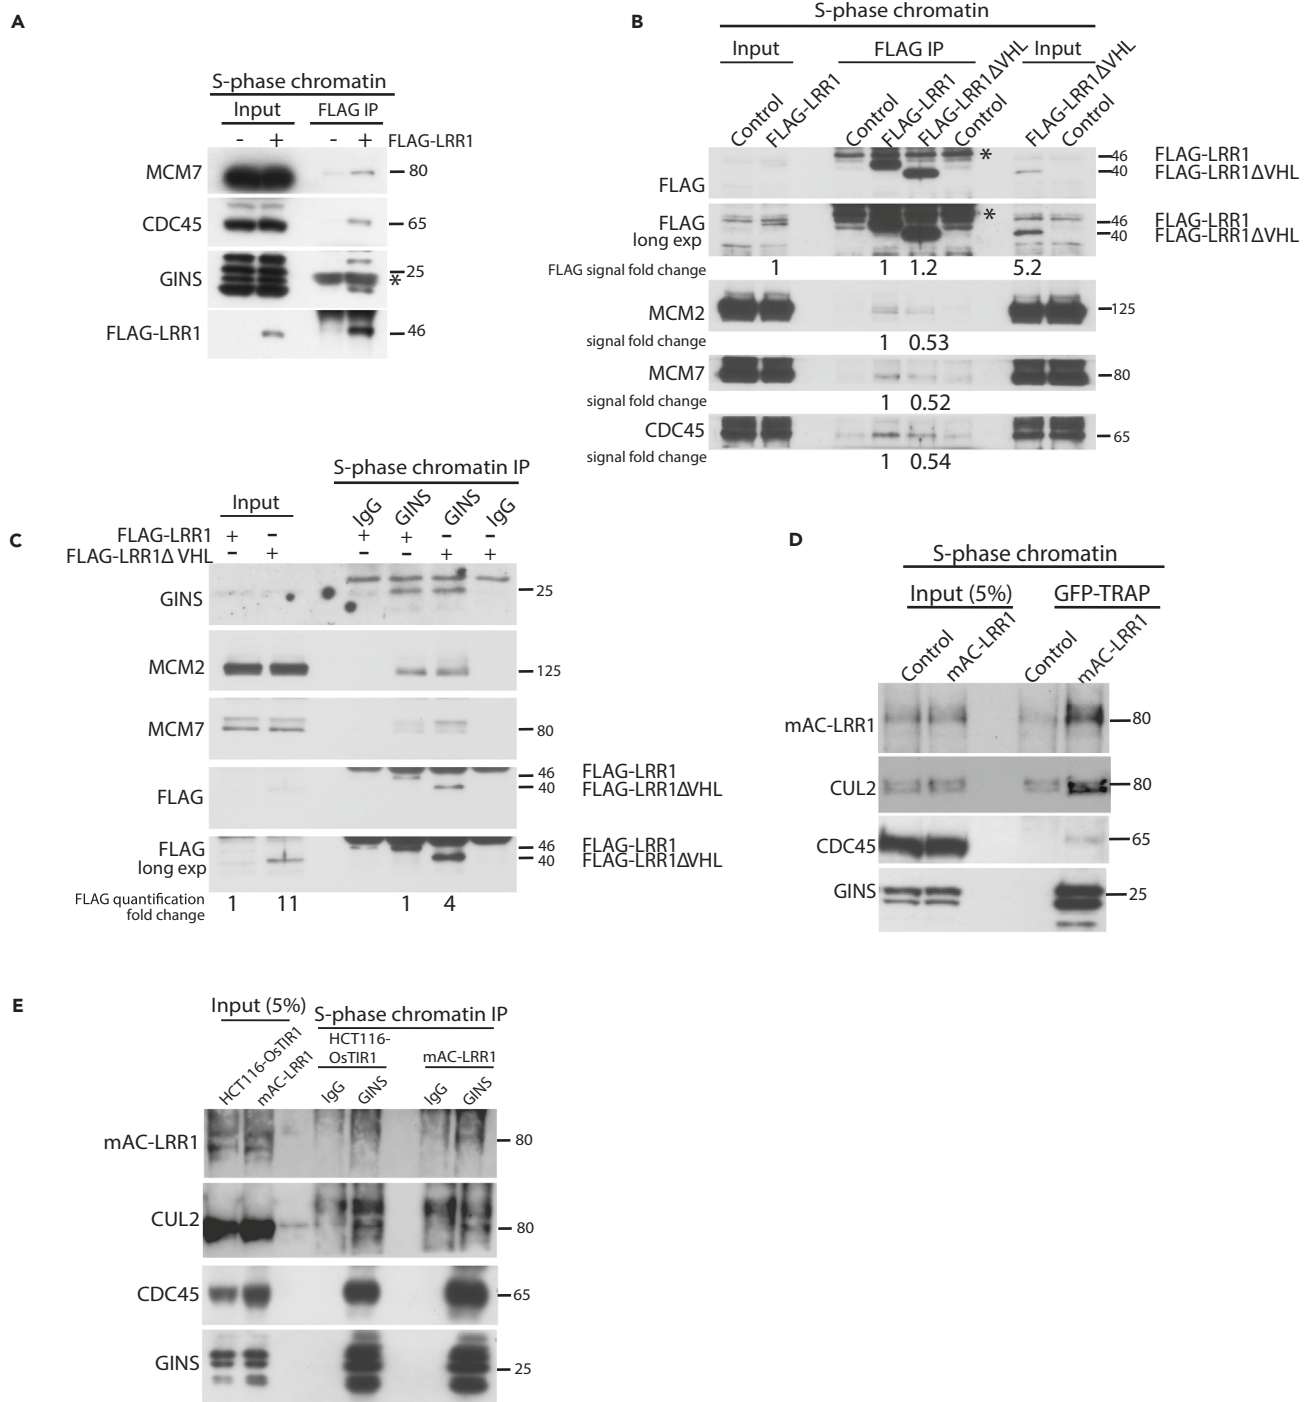 A
S-phase chromatin
Input
FLAG IP
- + - + FLAG-LRR1
MCM7
80
CDC45
65
GINS
25
*
FLAG-LRR1
46
B
S-phase chromatin
Input
FLAG IP
Input
Control
FLAG-LRR1
Control
FLAG-LRR1
FLAG-LRR1ΔVHL
Control
FLAG-LRR1ΔVHL
Control
FLAG
*
46 FLAG-LRR1
40 FLAG-LRR1ΔVHL
FLAG
long exp
*
46 FLAG-LRR1
40 FLAG-LRR1ΔVHL
FLAG signal fold change 1 1 1.2 5.2
MCM2
125
signal fold change 1 0.53
MCM7
80
signal fold change 1 0.52
CDC45
65
signal fold change 1 0.54
C
S-phase chromatin IP
Input
IgG
GINS
GINS
IgG
FLAG-LRR1 + - + + - -
FLAG-LRR1Δ VHL - + - - + +
GINS
25
MCM2
125
MCM7
80
FLAG
46 FLAG-LRR1
40 FLAG-LRR1ΔVHL
FLAG
long exp
46 FLAG-LRR1
40 FLAG-LRR1ΔVHL
FLAG quantification
fold change
1 11 1 4
D
S-phase chromatin
Input (5%)
GFP-TRAP
Control
mAC-LRR1
Control
mAC-LRR1
mAC-LRR1
80
CUL2
80
CDC45
65
GINS
25
E
Input (5%)
S-phase chromatin IP
HCT116-OsTIR1
mAC-LRR1
HCT116-
OsTIR1
mAC-LRR1
IgG
GINS
IgG
GINS
mAC-LRR1
80
CUL2
80
CDC45
65
GINS
25